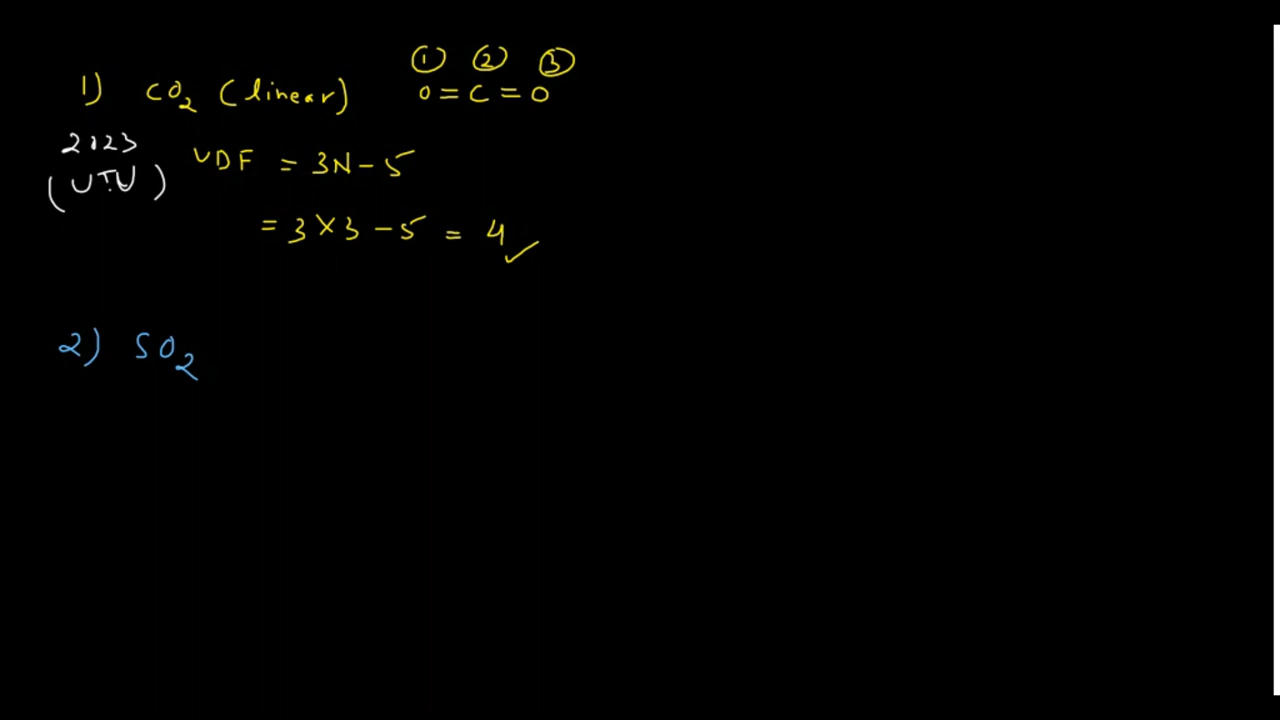 ① ② ③
1) CO₂ (linear) O = C = O
2023
(UTU)
VDF = 3N - 5
= 3 × 3 - 5 = 4 ✓
2) SO₂